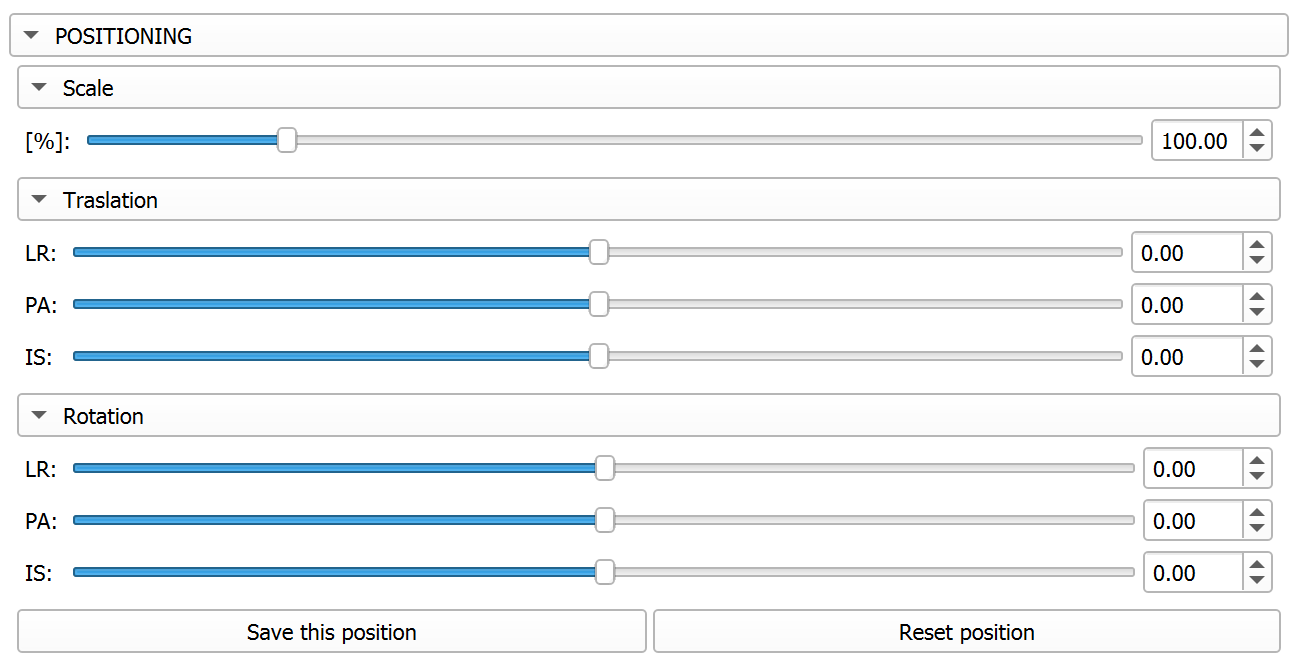 POSITIONING
Scale
[%]: 100.00
Traslation
LR: 0.00
PA: 0.00
IS: 0.00
Rotation
LR: 0.00
PA: 0.00
IS: 0.00
Save this position Reset position